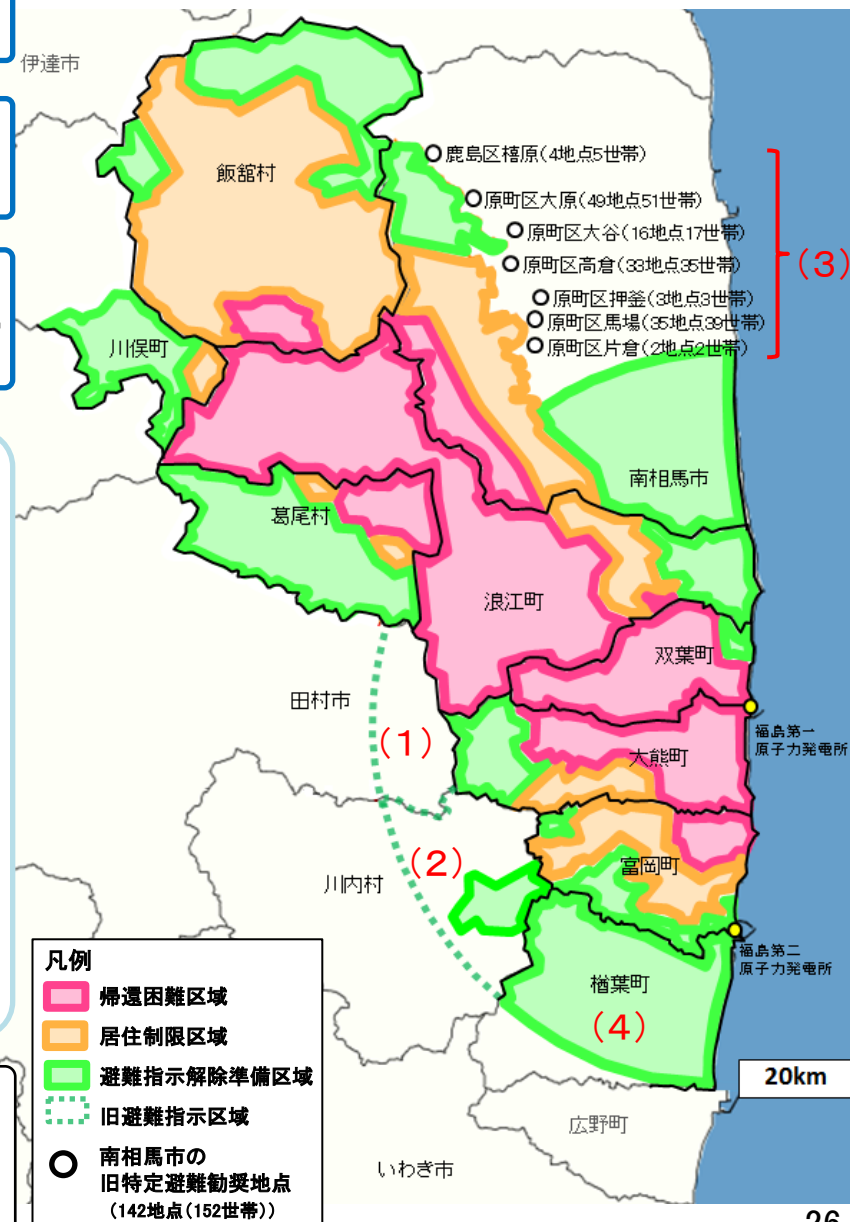 伊達市
飯舘村
鹿島区橲原(4地点5世帯)
原町区大原(49地点51世帯)
原町区大谷(16地点17世帯)
原町区高倉(33地点35世帯)
原町区押釜(3地点3世帯)
原町区馬場(35地点39世帯)
原町区片倉(2地点2世帯)
(3)
川俣町
南相馬市
葛尾村
浪江町
双葉町
田村市
(1)
福島第一
原子力発電所
大熊町
(2)
川内村
富岡町
福島第二
原子力発電所
楢葉町
(4)
20km
広野町
いわき市
凡例
帰還困難区域
居住制限区域
避難指示解除準備区域
旧避難指示区域
南相馬市の
旧特定避難勧奨地点
(142地点(152世帯))
26